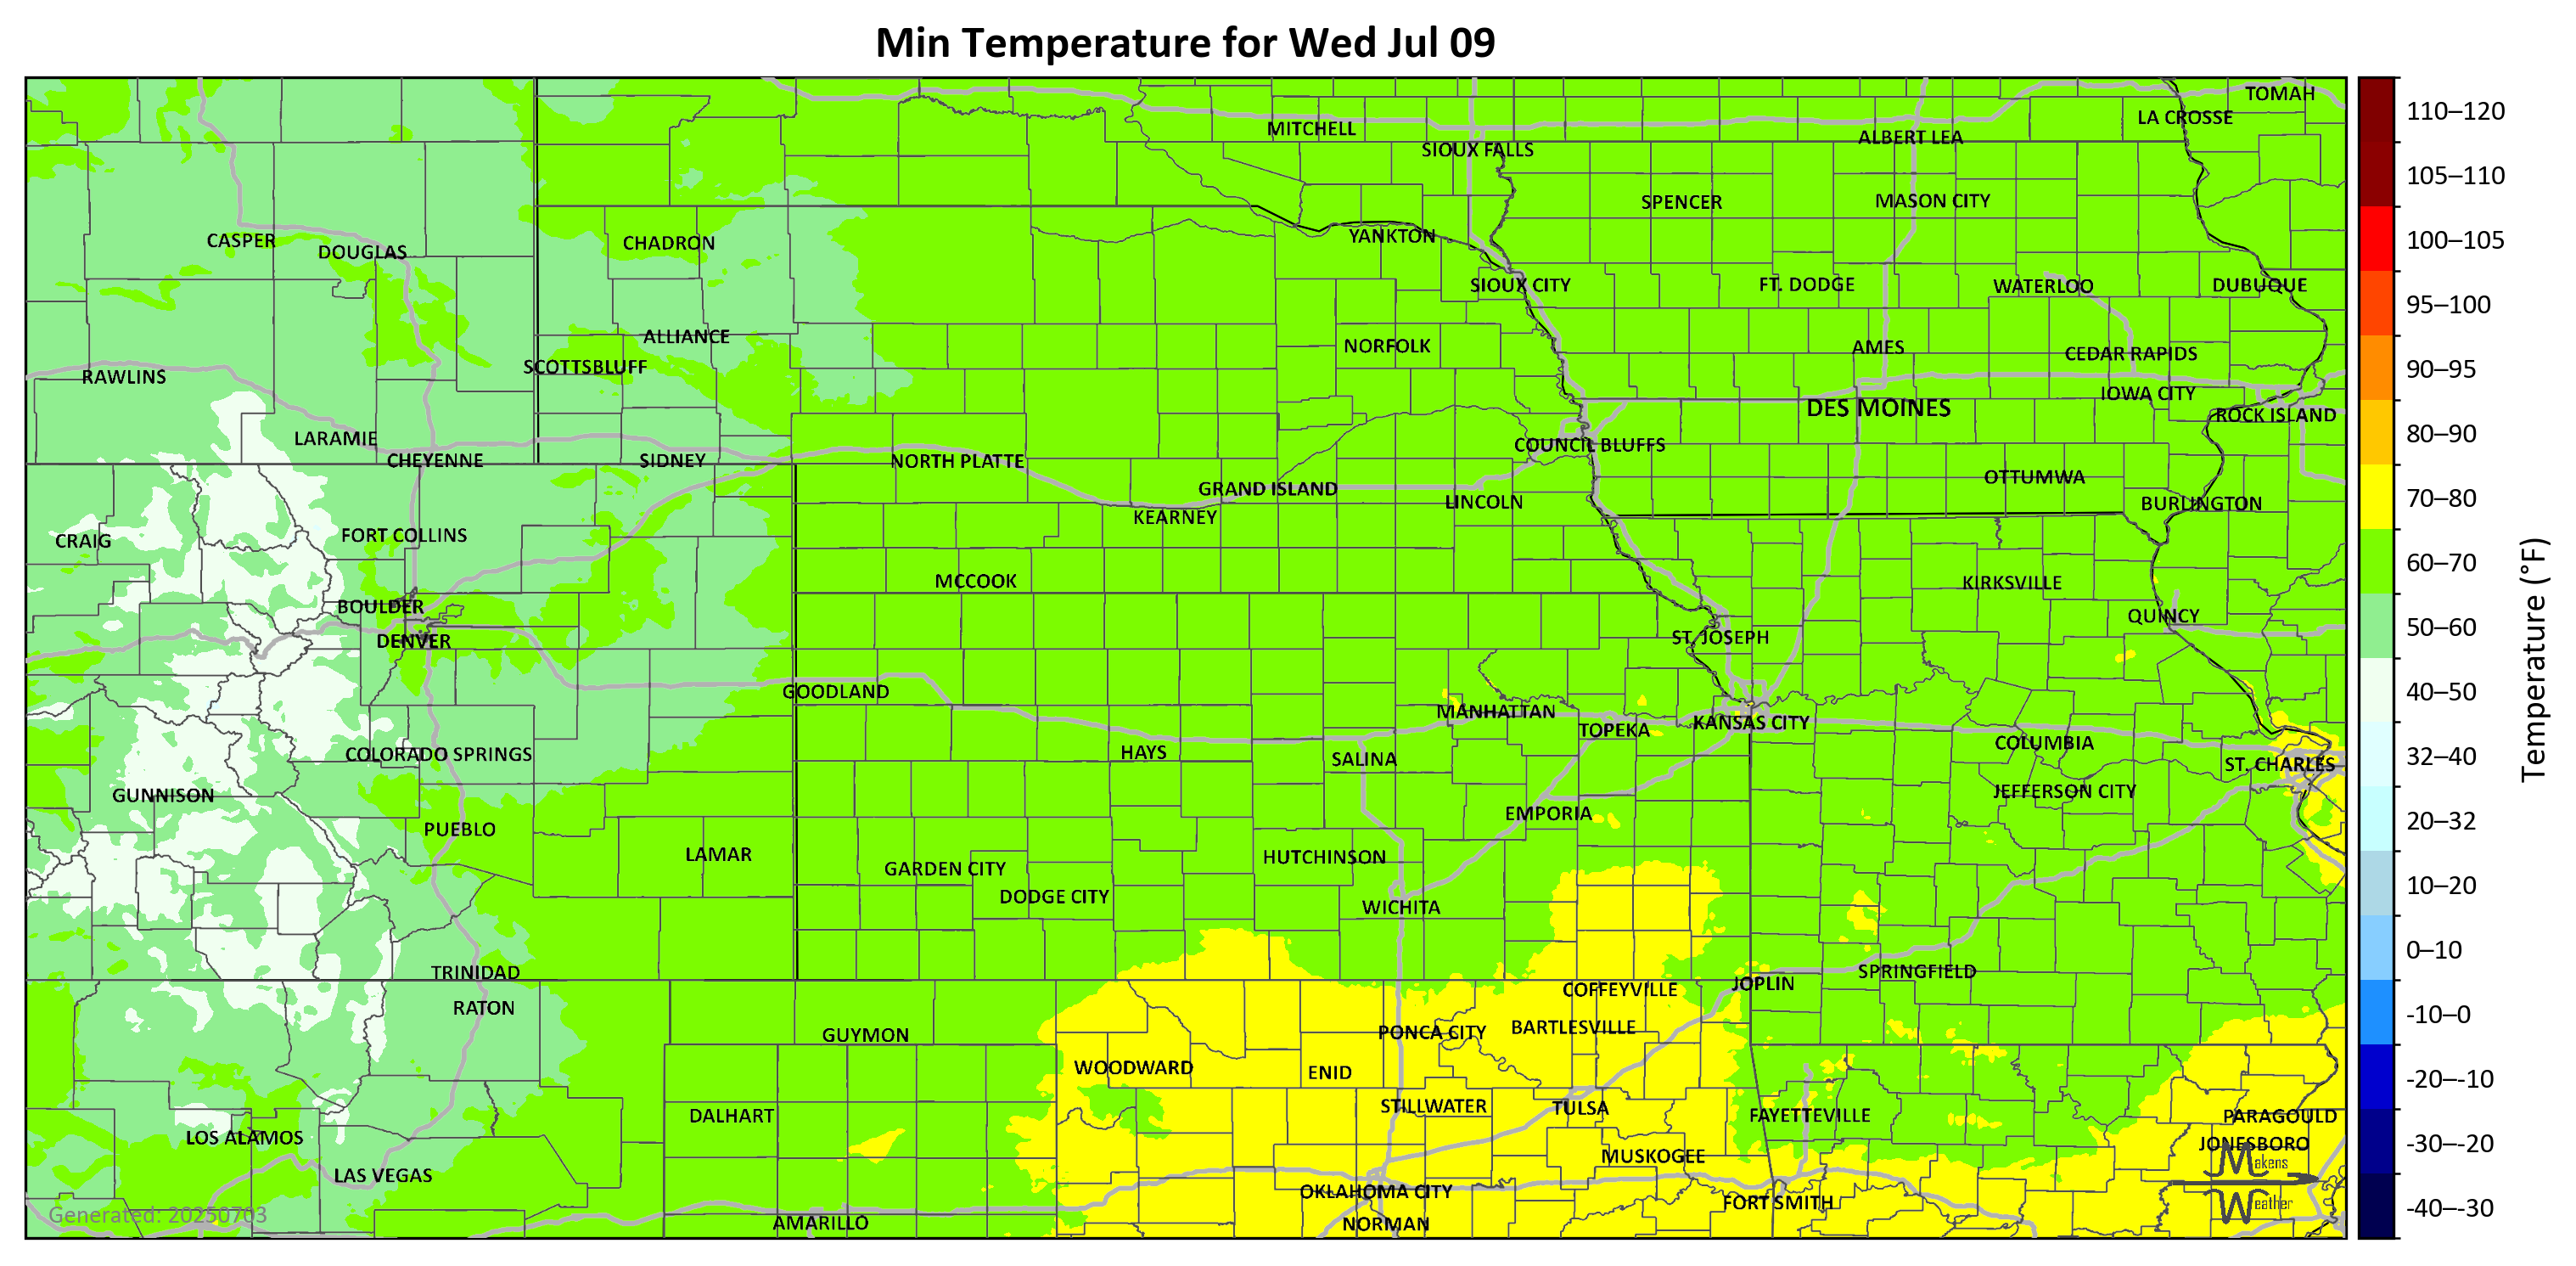 Min Temperature for Wed Jul 09
TOMAH
LA CROSSE
MITCHELL
ALBERT LEA
SIOUX FALLS
SPENCER
MASON CITY
CASPER
DOUGLAS
CHADRON
YANKTON
SIOUX CITY
FT. DODGE
WATERLOO
DUBUQUE
ALLIANCE
NORFOLK
AMES
CEDAR RAPIDS
SCOTTSBLUFF
RAWLINS
IOWA CITY
DES MOINES
ROCK ISLAND
LARAMIE
COUNCIL BLUFFS
CHEYENNE
SIDNEY
NORTH PLATTE
OTTUMWA
GRAND ISLAND
LINCOLN
BURLINGTON
KEARNEY
CRAIG
FORT COLLINS
MCCOOK
KIRKSVILLE
BOULDER
QUINCY
DENVER
ST. JOSEPH
GOODLAND
MANHATTAN
KANSAS CITY
TOPEKA
COLUMBIA
COLORADO SPRINGS
HAYS
SALINA
ST. CHARLES
GUNNISON
JEFFERSON CITY
EMPORIA
PUEBLO
LAMAR
HUTCHINSON
GARDEN CITY
DODGE CITY
WICHITA
TRINIDAD
SPRINGFIELD
JOPLIN
COFFEYVILLE
RATON
BARTLESVILLE
PONCA CITY
GUYMON
WOODWARD
ENID
STILLWATER
TULSA
DALHART
FAYETTEVILLE
PARAGOULD
LOS ALAMOS
JONESBORO
MUSKOGEE
LAS VEGAS
OKLAHOMA CITY
FORT SMITH
AMARILLO
NORMAN
Generated: 20250703
Makens
Weather
110–120
105–110
100–105
95–100
90–95
80–90
70–80
60–70
50–60
40–50
32–40
20–32
10–20
0–10
-10–0
-20–-10
-30–-20
-40–-30
Temperature (°F)